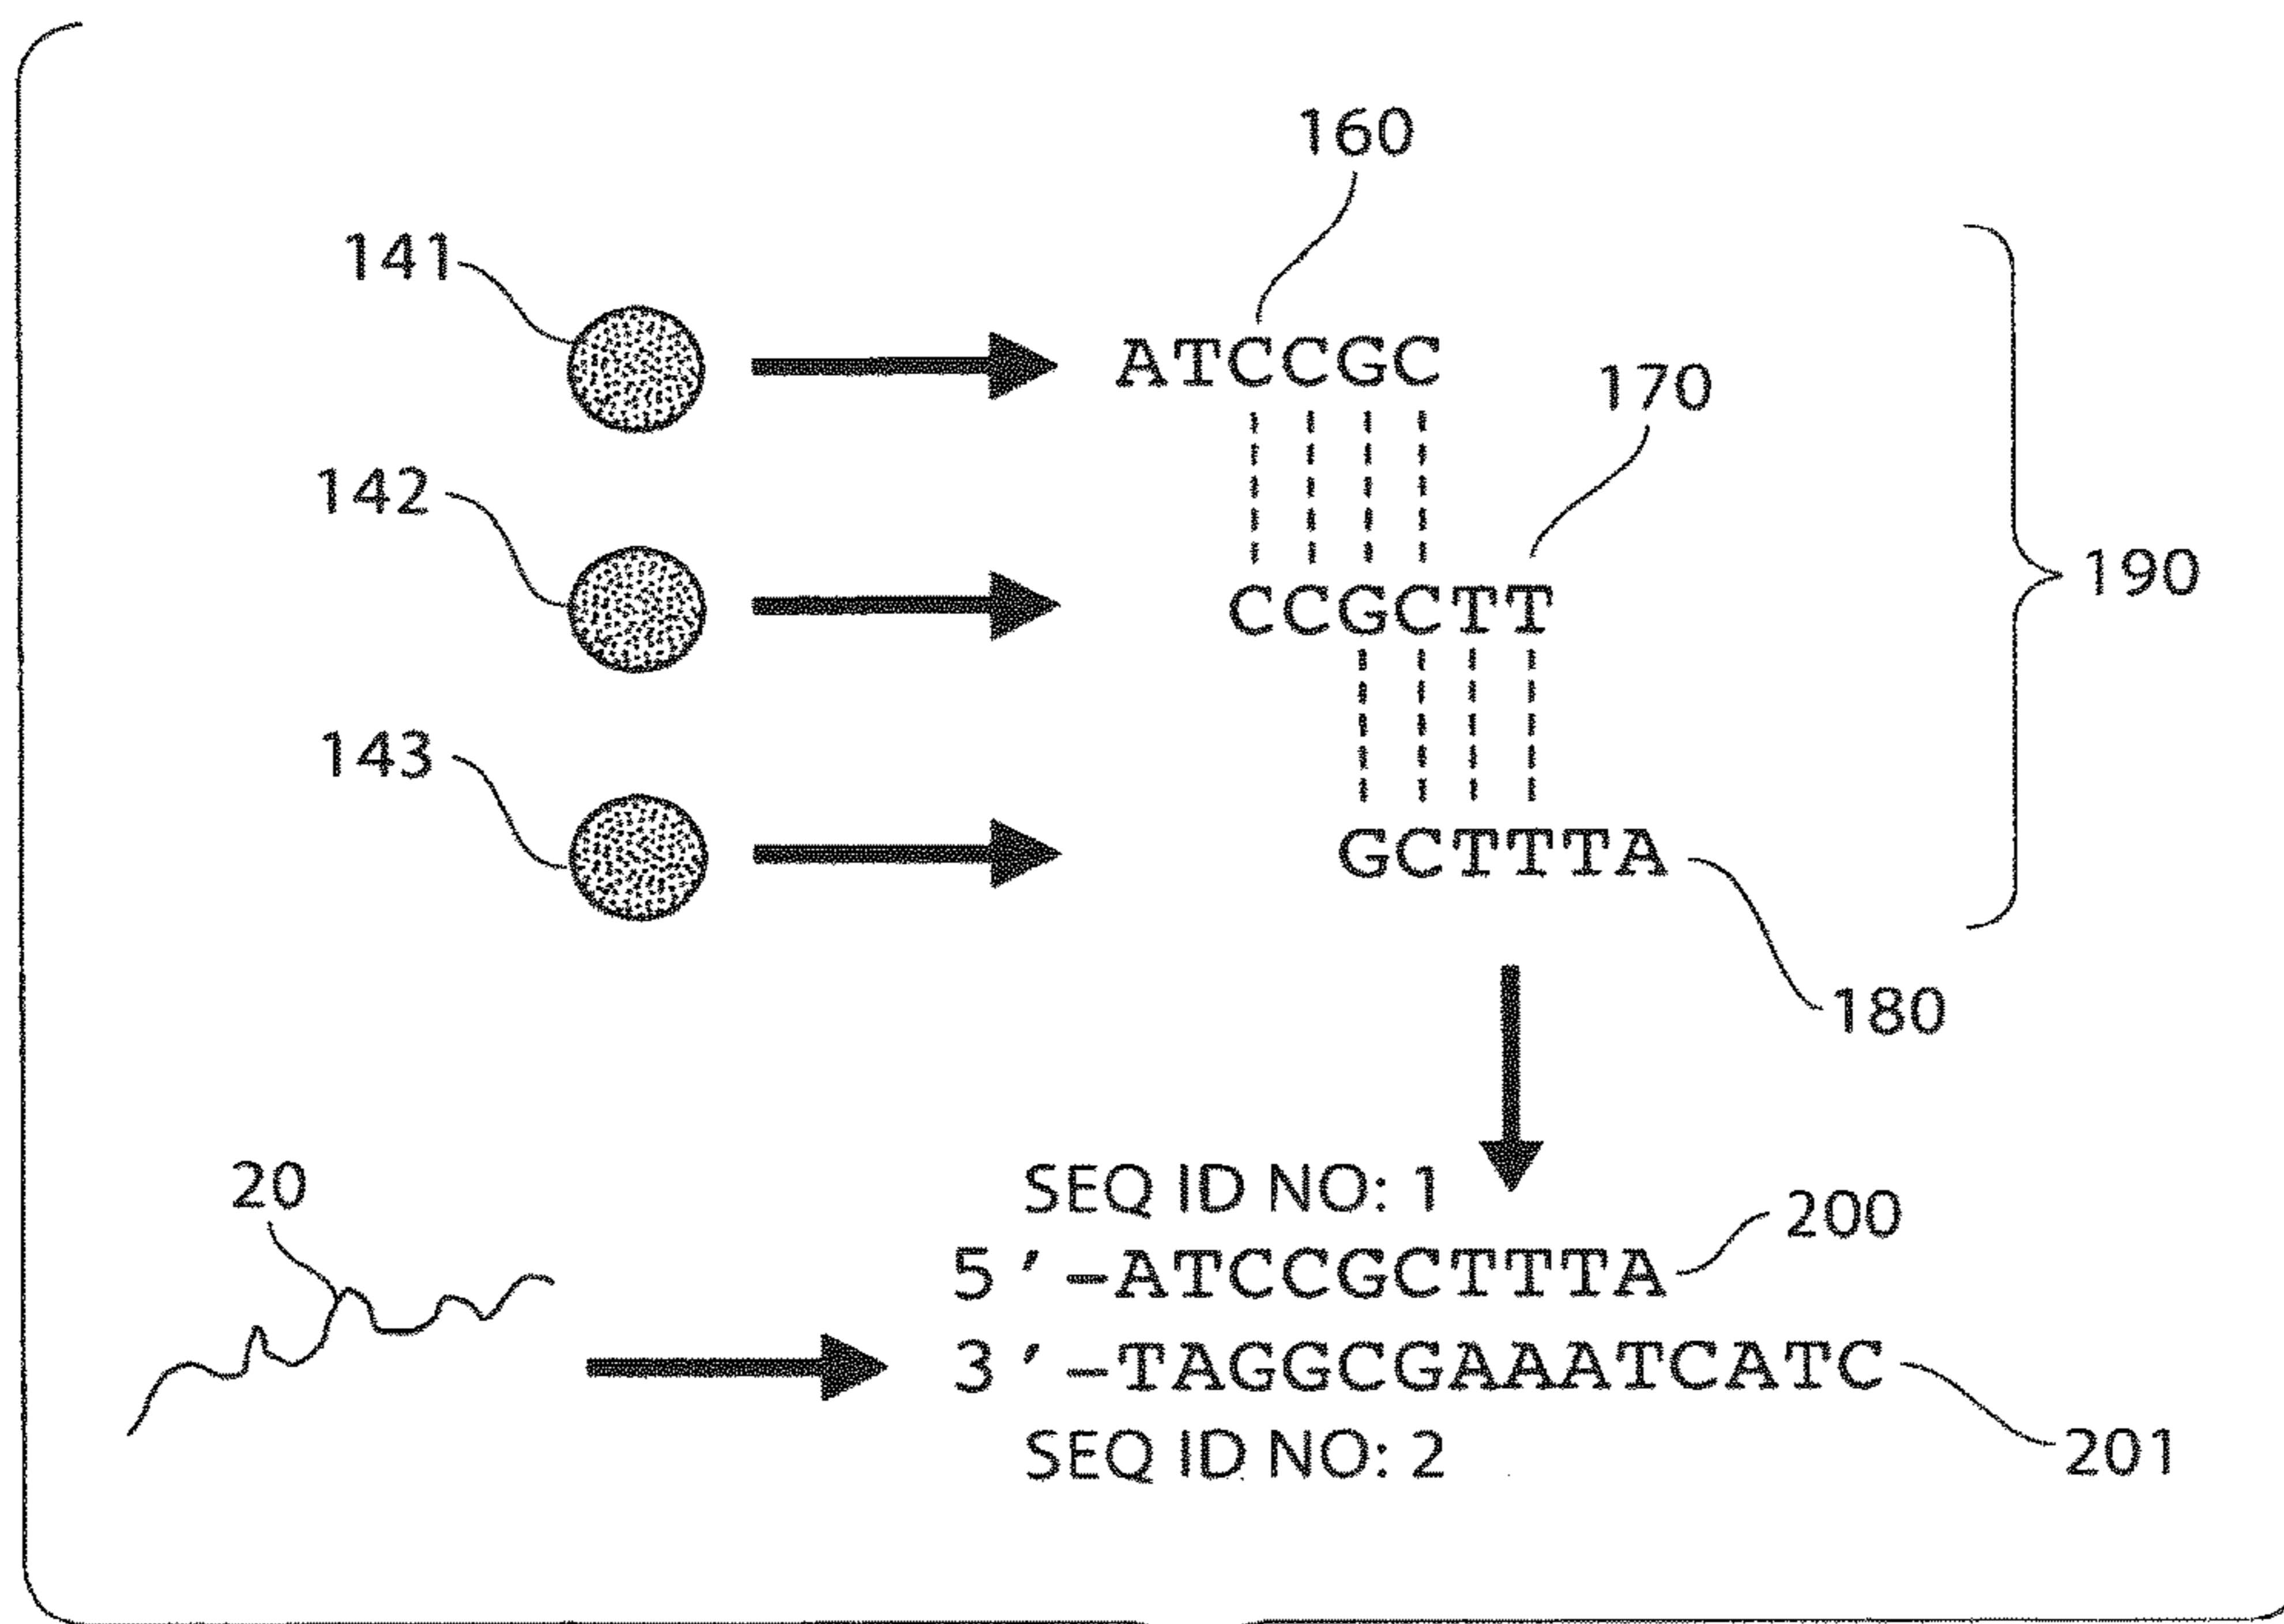 160
141
ATCCGC
170
142
190
CCGCTT
143
GCTTTA
180
20
SEQ ID NO: 1
200
5'-ATCCGCTTTA
3'-TAGGCGAAATCATC
201
SEQ ID NO: 2